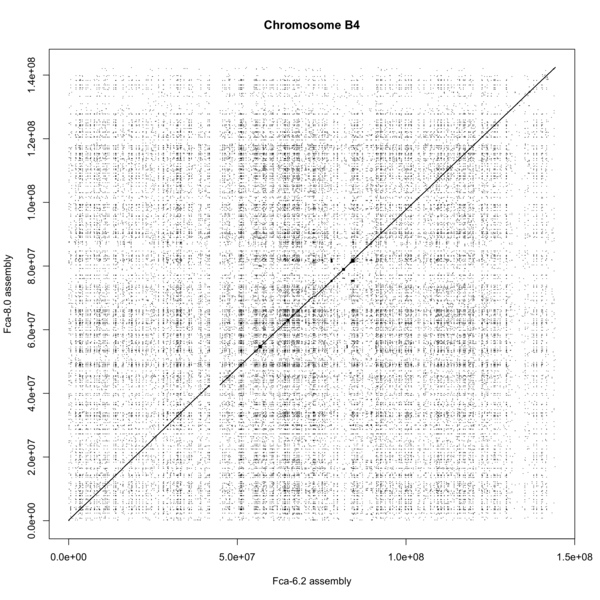 Chromosome B4
1.4e+08
1.2e+08
1.0e+08
8.0e+07
6.0e+07
4.0e+07
2.0e+07
0.0e+00
Fca-8.0 assembly
0.0e+00 5.0e+07 1.0e+08 1.5e+08
Fca-6.2 assembly